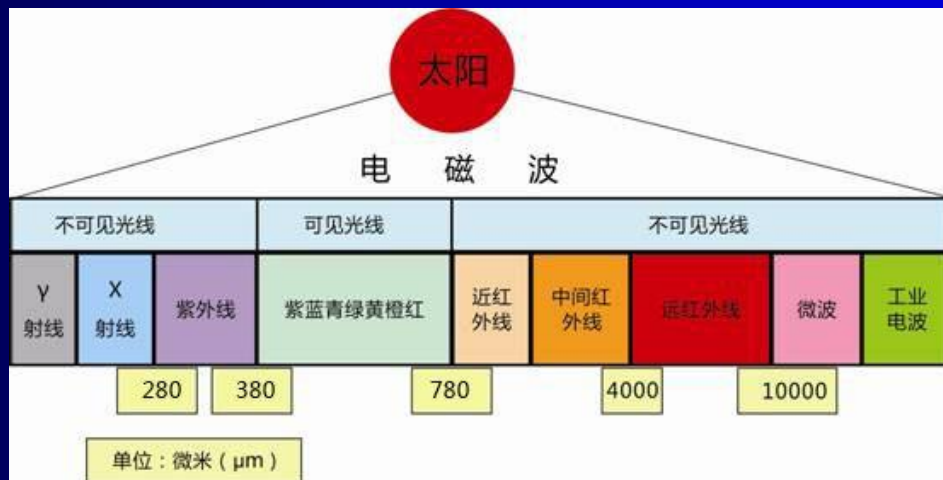 太阳
电 磁 波
不可见光线 可见光线 不可见光线
γ射线 X射线 紫外线 紫蓝青绿黄橙红 近红外线 中间红外线 远红外线 微波 工业电波
280 380 780 4000 10000
单位：微米（μm）